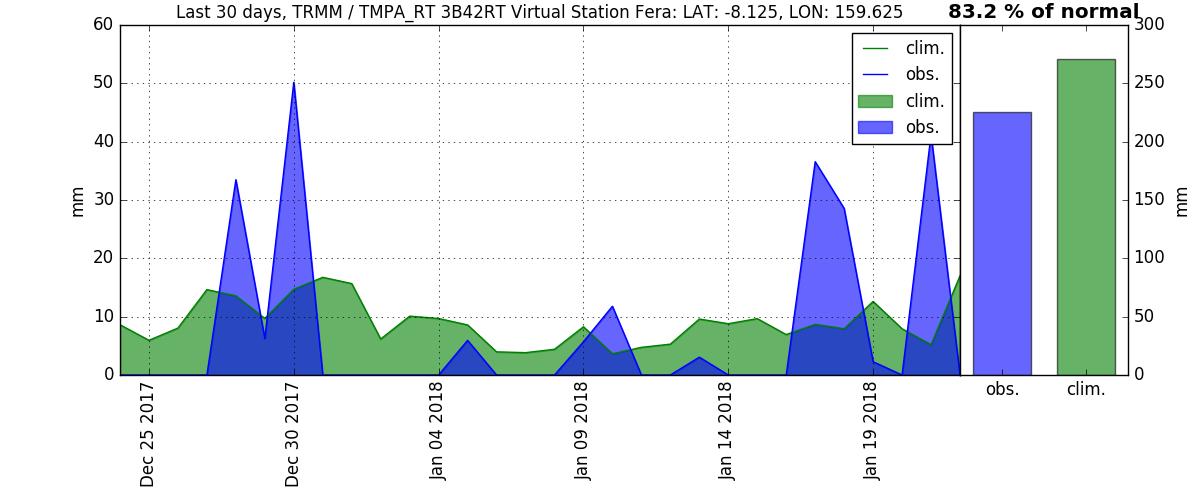 Last 30 days, TRMM / TMPA_RT 3B42RT Virtual Station Fera: LAT: -8.125, LON: 159.625
83.2 % of normal
60
50
40
30
20
10
0
mm
clim.
obs.
clim.
obs.
Dec 25 2017
Dec 30 2017
Jan 04 2018
Jan 09 2018
Jan 14 2018
Jan 19 2018
300
250
200
150
100
50
0
mm
obs.
clim.